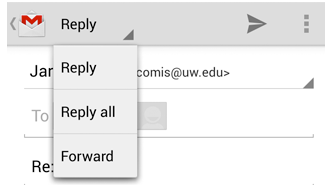 Reply
Reply
Jan comis@uw.edu>
Reply all
To
Forward
Re: